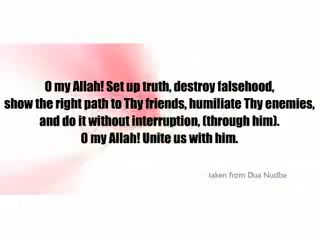 O my Allah! Set up truth, destroy falsehood,
show the right path to Thy friends, humiliate Thy enemies,
and do it without interruption, (through him).
O my Allah! Unite us with him.
- taken from Dua Nudba